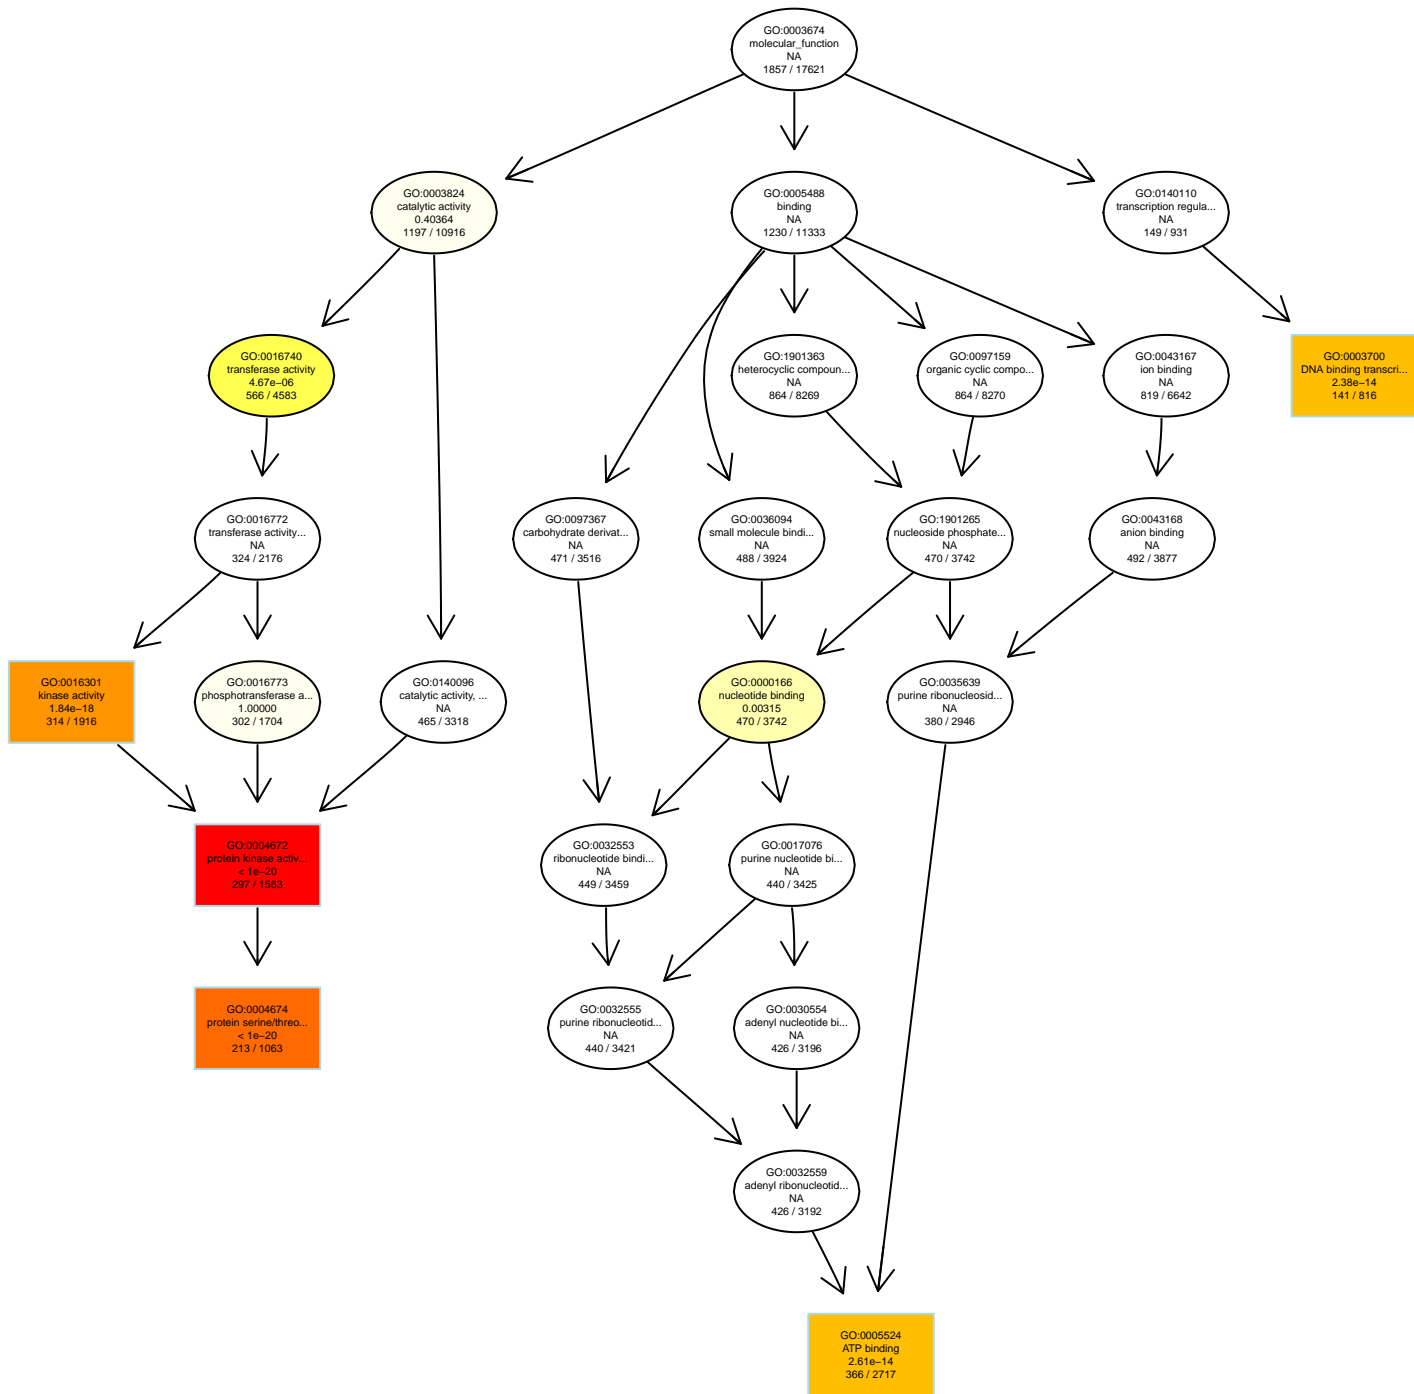 GO:0003674
molecular_function
NA
1857 / 17621
GO:0003824
catalytic activity
0.40364
1197 / 10916
GO:0005488
binding
NA
1230 / 11333
GO:0140110
transcription regula...
NA
149 / 931
GO:0016740
transferase activity
4.67e−06
566 / 4583
GO:1901363
heterocyclic compoun...
NA
864 / 8269
GO:0097159
organic cyclic compo...
NA
864 / 8270
GO:0043167
ion binding
NA
819 / 6642
GO:0003700
DNA binding transcri...
2.38e−14
141 / 816
GO:0016772
transferase activity...
NA
324 / 2176
GO:0097367
carbohydrate derivat...
NA
471 / 3516
GO:0036094
small molecule bindi...
NA
488 / 3924
GO:1901265
nucleoside phosphate...
NA
470 / 3742
GO:0043168
anion binding
NA
492 / 3877
GO:0016301
kinase activity
1.84e−18
314 / 1916
GO:0016773
phosphotransferase a...
1.00000
302 / 1704
GO:0140096
catalytic activity, ...
NA
465 / 3318
GO:0000166
nucleotide binding
0.00315
470 / 3742
GO:0035639
purine ribonucleosid...
NA
380 / 2946
GO:0004672
protein kinase activ...
< 1e−20
297 / 1563
GO:0032553
ribonucleotide bindi...
NA
449 / 3459
GO:0017076
purine nucleotide bi...
NA
440 / 3425
GO:0004674
protein serine/threo...
< 1e−20
213 / 1063
GO:0032555
purine ribonucleotid...
NA
440 / 3421
GO:0030554
adenyl nucleotide bi...
NA
426 / 3196
GO:0032559
adenyl ribonucleotid...
NA
426 / 3192
GO:0005524
ATP binding
2.61e−14
366 / 2717